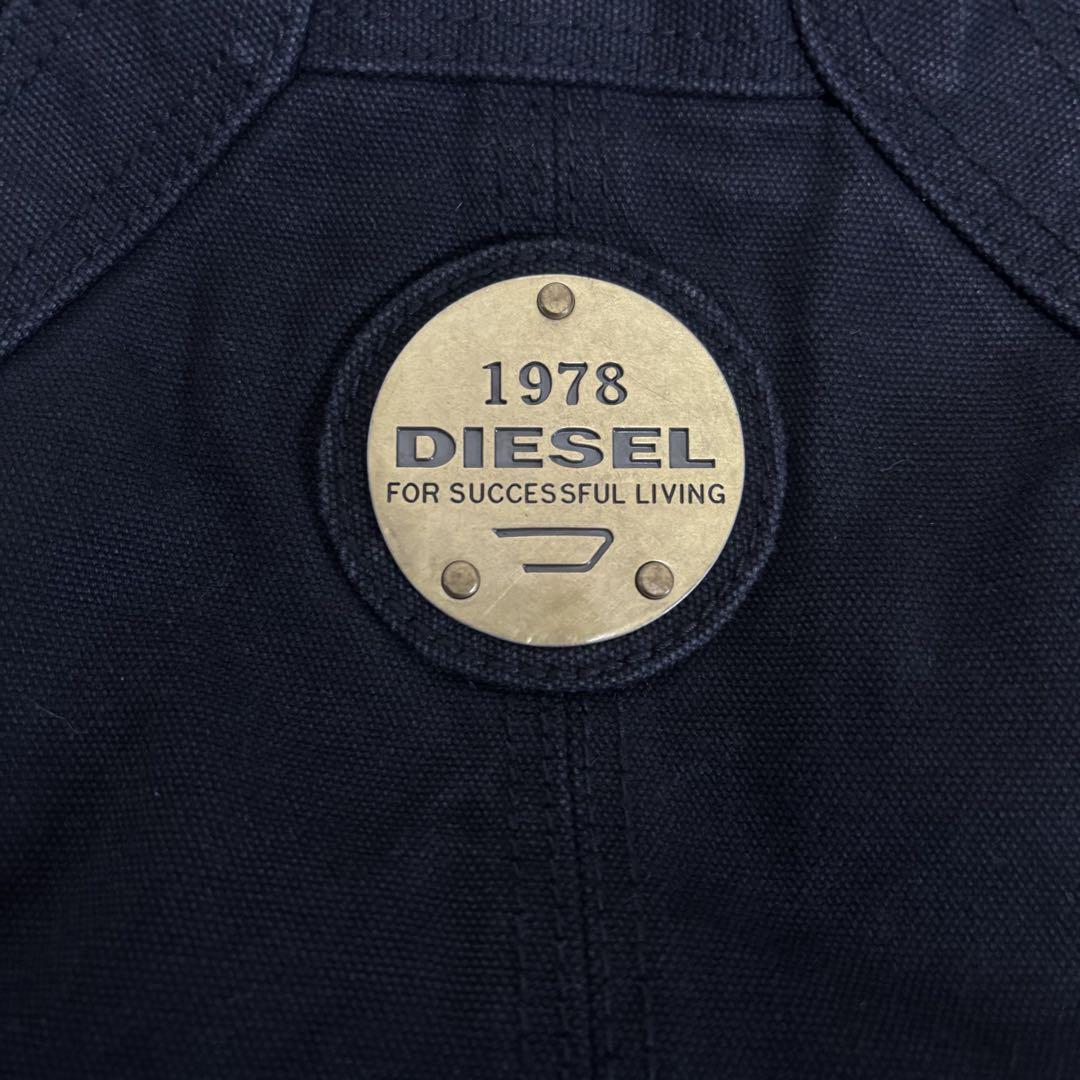 1978
DIESEL
FOR SUCCESSFUL LIVING